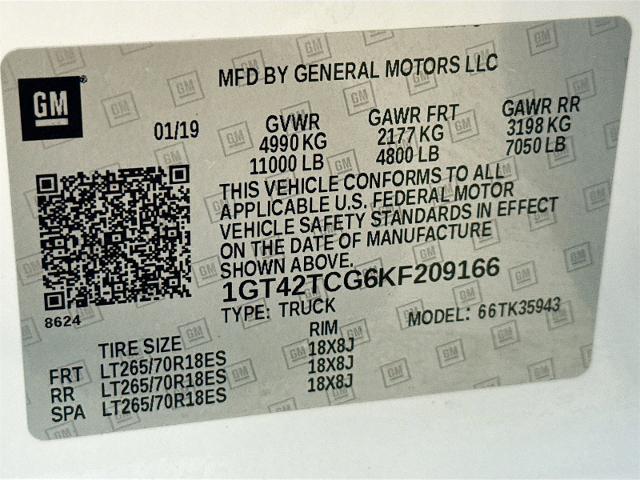 GM
MFD BY GENERAL MOTORS LLC
01/19
GVWR
4990 KG
11000 LB
GAWR FRT
2177 KG
4800 LB
GAWR RR
3198 KG
7050 LB
THIS VEHICLE CONFORMS TO ALL
APPLICABLE U.S. FEDERAL MOTOR
VEHICLE SAFETY STANDARDS IN EFFECT
ON THE DATE OF MANUFACTURE
SHOWN ABOVE.
1GT42TCG6KF209166
8624
TYPE: TRUCK
MODEL: 66TK35943
TIRE SIZE RIM
FRT LT265/70R18ES 18X8J
RR LT265/70R18ES 18X8J
SPA LT265/70R18ES 18X8J